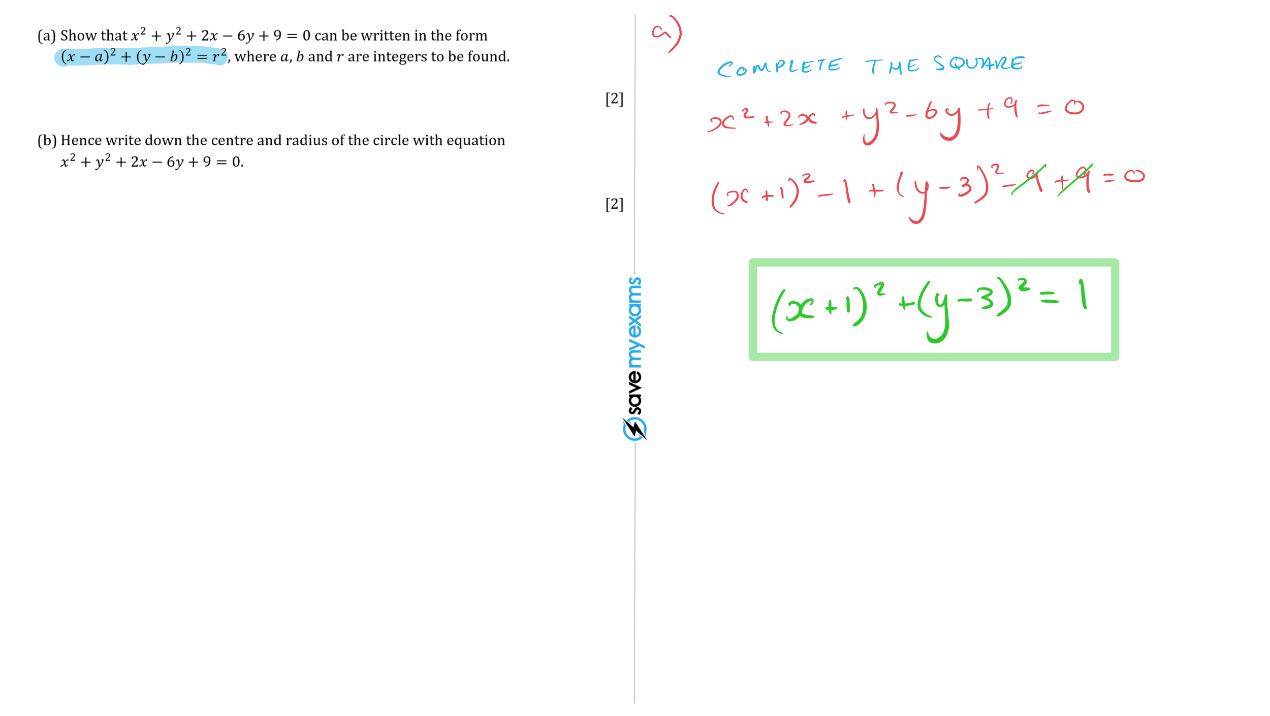 (a) Show that x² + y² + 2x − 6y + 9 = 0 can be written in the form
(x − a)² + (y − b)² = r², where a, b and r are integers to be found.
[2]
(b) Hence write down the centre and radius of the circle with equation
x² + y² + 2x − 6y + 9 = 0.
[2]
save my exams
a)
COMPLETE THE SQUARE
x² + 2x + y² − 6y + 9 = 0
(x + 1)² − 1 + (y − 3)² − 9 + 9 = 0
(x + 1)² + (y − 3)² = 1